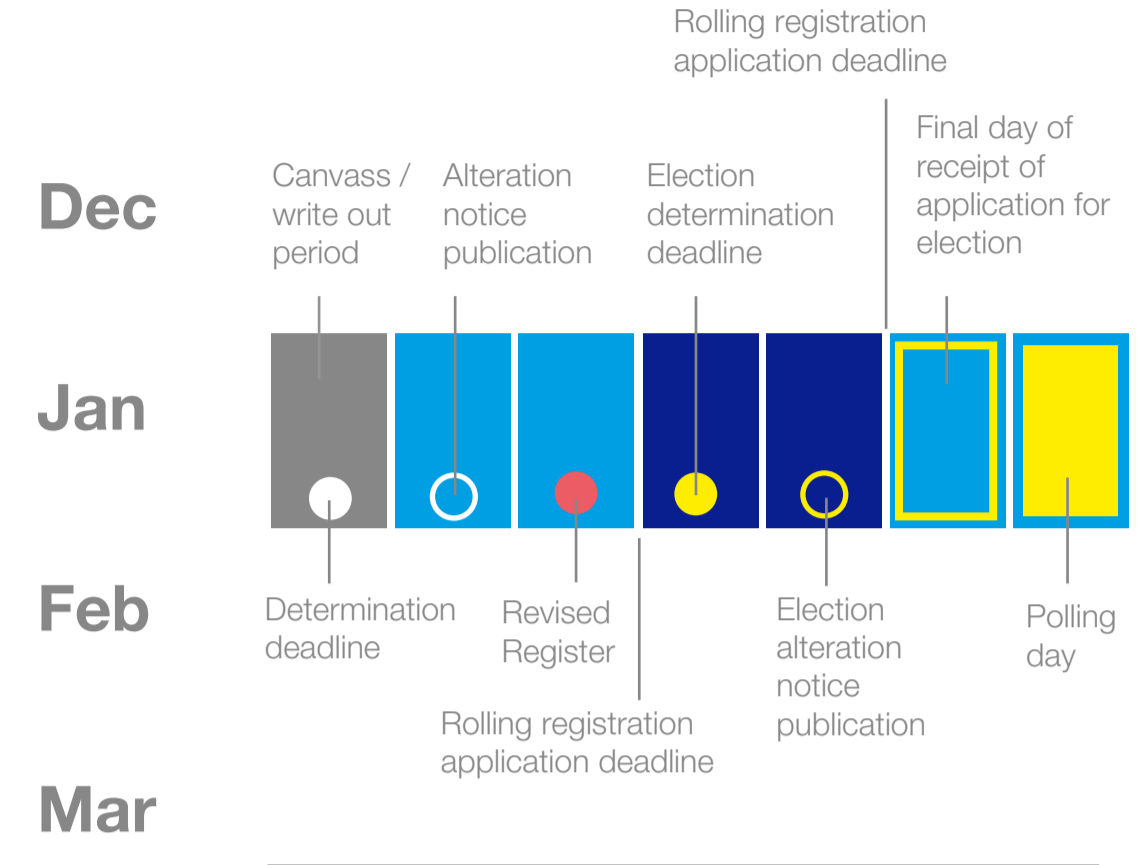 Rolling registration
application deadline
Final day of
receipt of
application for
election
Dec
Canvass /
write out
period
Alteration
notice
publication
Election
determination
deadline
Jan
Feb
Determination
deadline
Revised
Register
Election
alteration
notice
publication
Polling
day
Rolling registration
application deadline
Mar